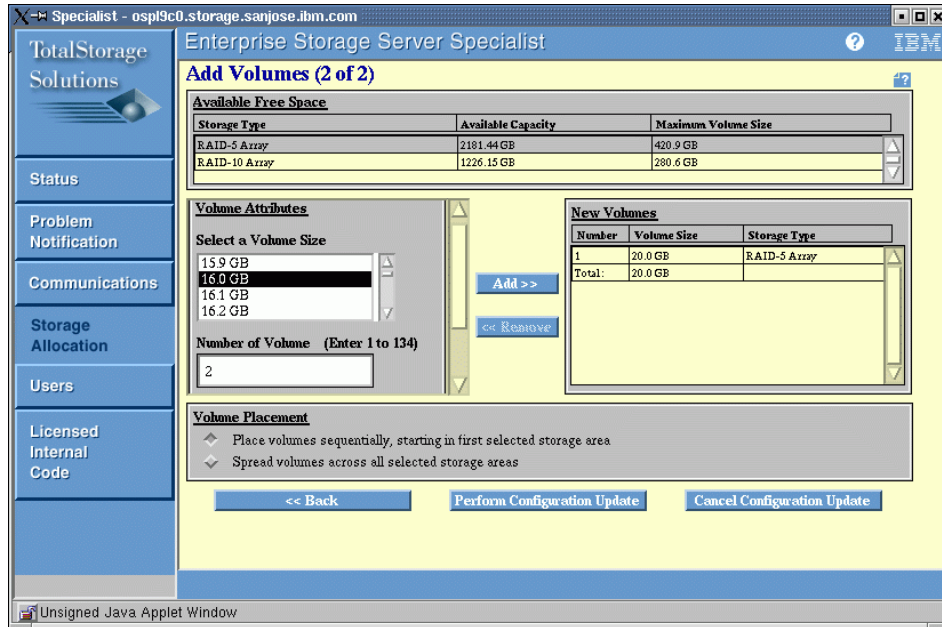 Specialist - ospl9c0.storage.sanjose.ibm.com
TotalStorage
Solutions
Enterprise Storage Server Specialist
?
IBM
Add Volumes (2 of 2)
?
Available Free Space
Storage Type Available Capacity Maximum Volume Size
RAID-5 Array 2181.44 GB 420.9 GB
RAID-10 Array 1226.15 GB 280.6 GB
Status
Problem
Notification
Communications
Storage
Allocation
Users
Licensed
Internal
Code
Volume Attributes
Select a Volume Size
15.9 GB
16.0 GB
16.1 GB
16.2 GB
Number of Volume (Enter 1 to 134)
2
Add >>
<< Remove
New Volumes
Number Volume Size Storage Type
1 20.0 GB RAID-5 Array
Total: 20.0 GB
Volume Placement
Place volumes sequentially, starting in first selected storage area
Spread volumes across all selected storage areas
<< Back
Perform Configuration Update
Cancel Configuration Update
Unsigned Java Applet Window